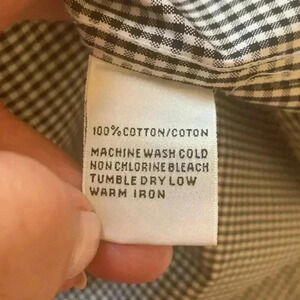 100% COTTON/COTON
MACHINE WASH COLD
NON CHLORINE BLEACH
TUMBLE DRY LOW
WARM IRON